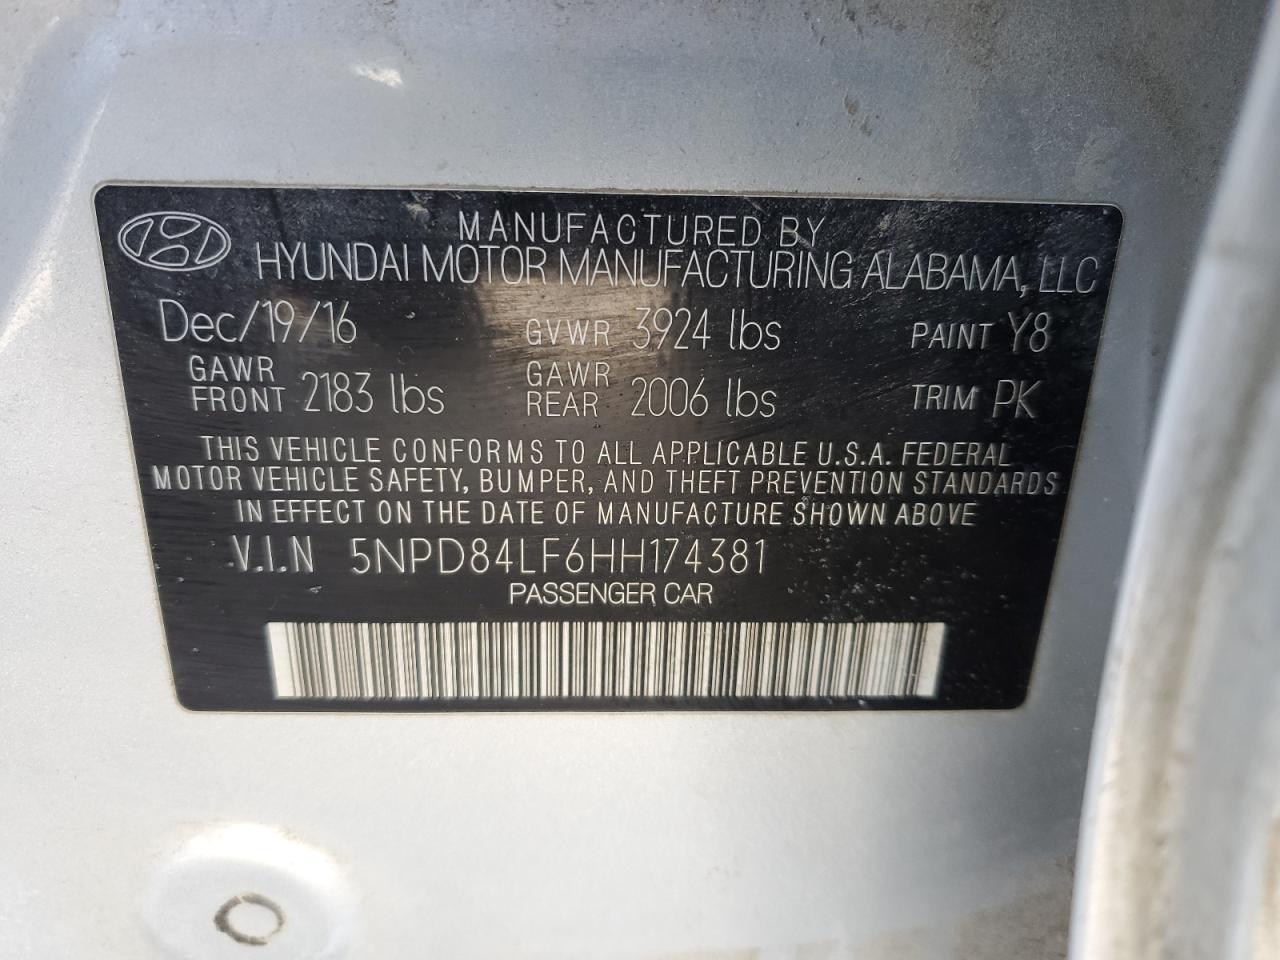 MANUFACTURED BY
HYUNDAI MOTOR MANUFACTURING ALABAMA, LLC
Dec/19/16 GVWR 3924 lbs PAINT Y8
GAWR FRONT 2183 lbs GAWR REAR 2006 lbs TRIM PK
THIS VEHICLE CONFORMS TO ALL APPLICABLE U.S.A. FEDERAL
MOTOR VEHICLE SAFETY, BUMPER, AND THEFT PREVENTION STANDARDS
IN EFFECT ON THE DATE OF MANUFACTURE SHOWN ABOVE
V.I.N 5NPD84LF6HH174381
PASSENGER CAR